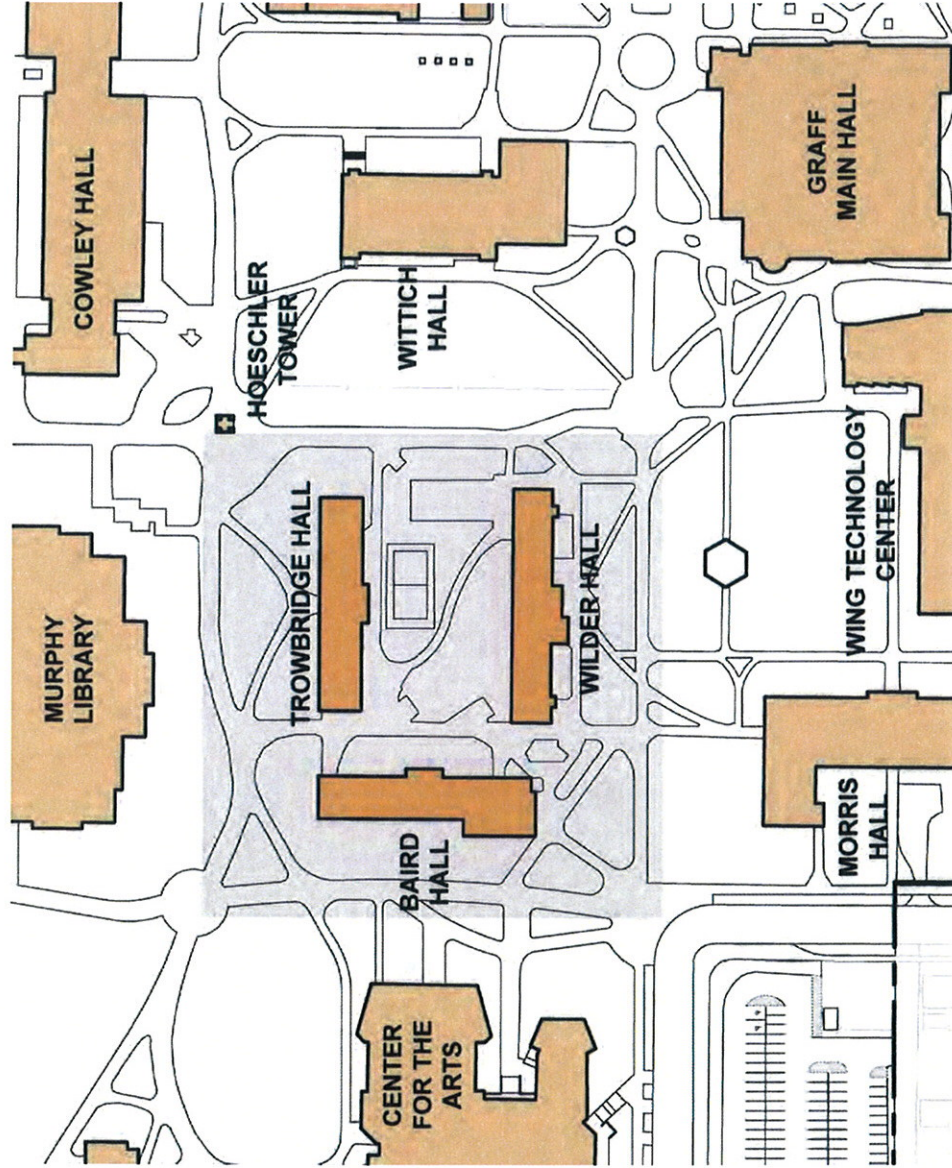 COWLEY HALL
HOESCHLER
TOWER
WITTICH
HALL
GRAFF
MAIN HALL
MURPHY
LIBRARY
TROWBRIDGE HALL
WILDER HALL
WING TECHNOLOGY
CENTER
BAIRD
HALL
MORRIS
HALL
CENTER
FOR THE
ARTS